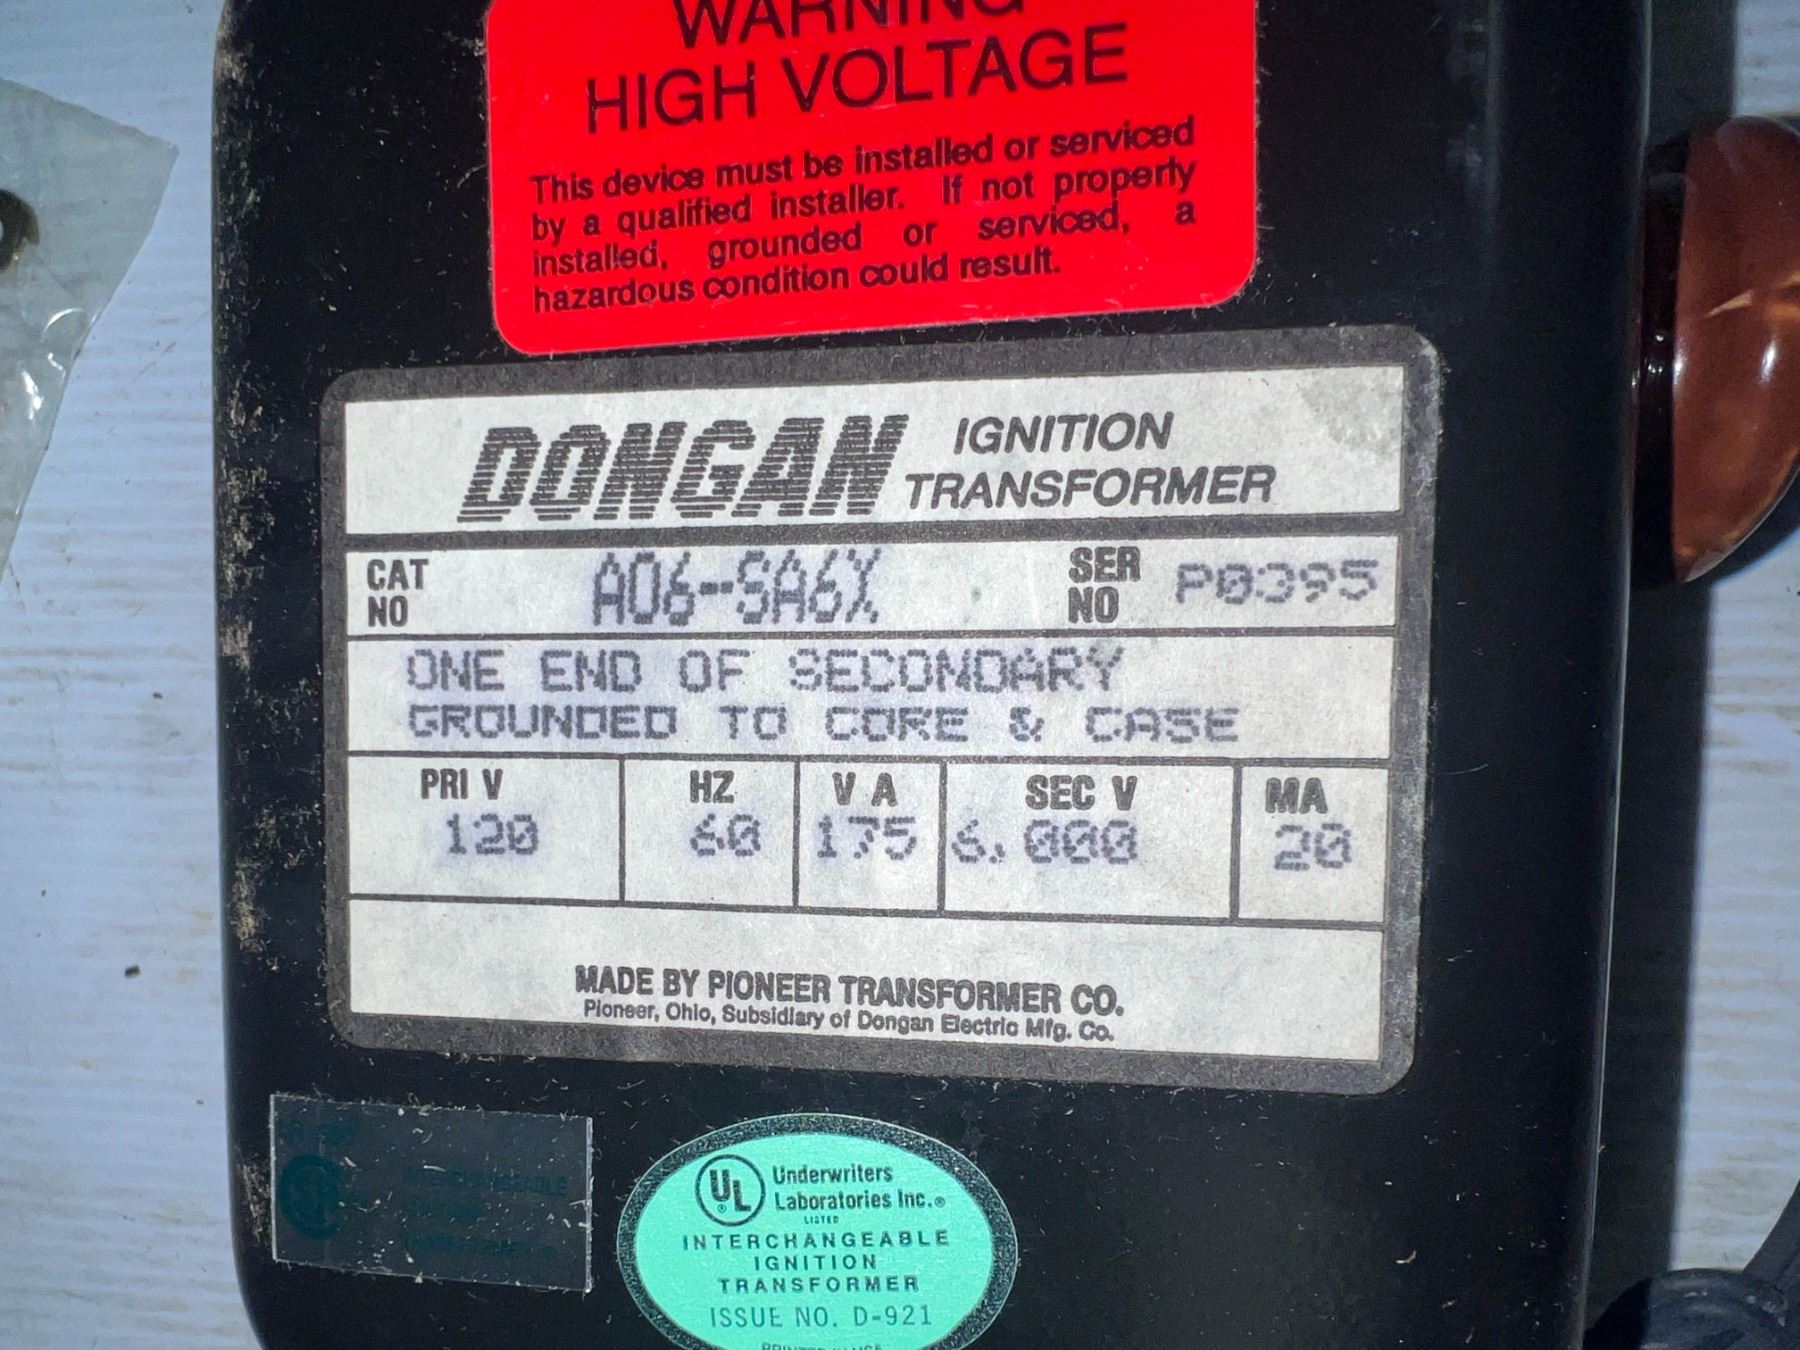 WARNING
HIGH VOLTAGE
This device must be installed or serviced
by a qualified installer. If not properly
installed, grounded or serviced, a
hazardous condition could result.
DONGAN IGNITION
TRANSFORMER
CAT NO A06-SA6X SER NO P0395
ONE END OF SECONDARY
GROUNDED TO CORE & CASE
PRI V HZ V A SEC V MA
120 60 175 6,000 20
MADE BY PIONEER TRANSFORMER CO.
Pioneer, Ohio, Subsidiary of Dongan Electric Mfg. Co.
UL Underwriters
Laboratories Inc.®
LISTED
INTERCHANGEABLE
IGNITION
TRANSFORMER
ISSUE NO. D-921